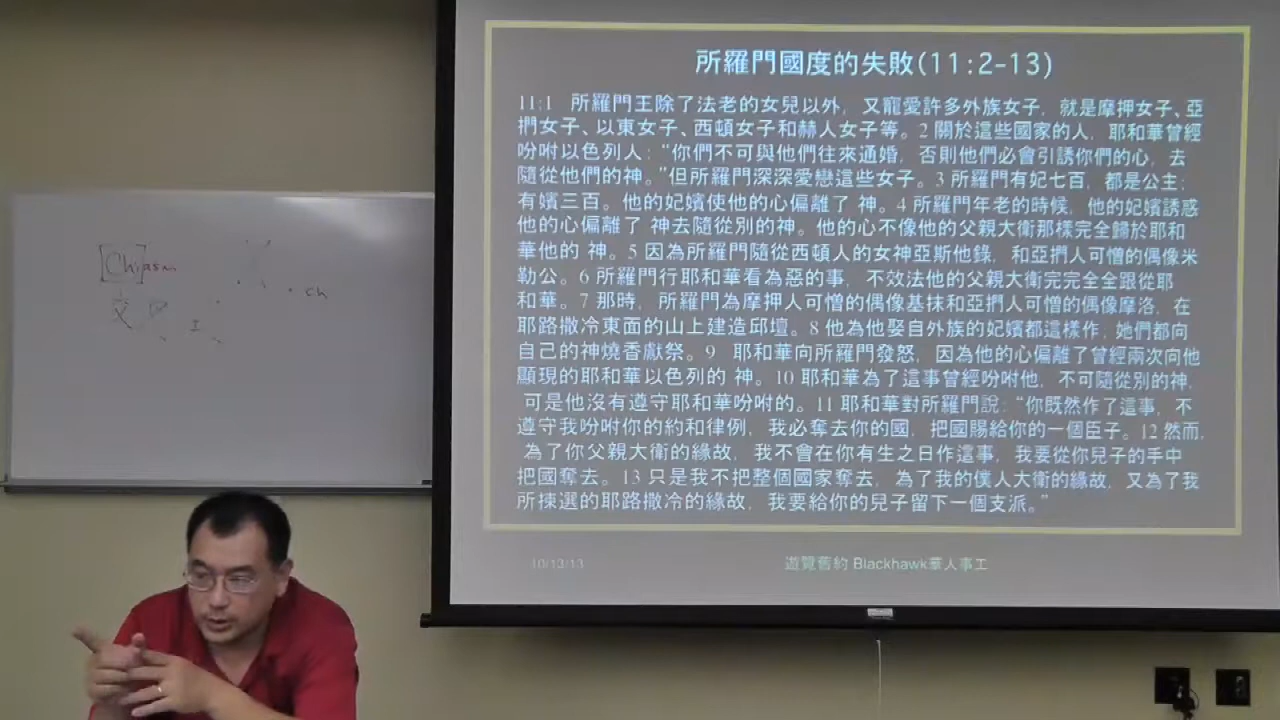 所羅門國度的失敗(11:2-13)
11:1 所羅門王除了法老的女兒以外，又寵愛許多外族女子，就是摩押女子、亞
捫女子、以東女子、西頓女子和赫人女子等。2 關於這些國家的人，耶和華曾經
吩咐以色列人：“你們不可與他們往來通婚，否則他們必會引誘你們的心，去
隨從他們的神。”但所羅門深深愛戀這些女子。3 所羅門有妃七百，都是公主；
有嬪三百。他的妃嬪使他的心偏離了 神。4 所羅門年老的時候，他的妃嬪誘惑
他的心偏離了 神去隨從別的神。他的心不像他的父親大衛那樣完全歸於耶和
華他的 神。5 因為所羅門隨從西頓人的女神亞斯他錄，和亞捫人可憎的偶像米
勒公。6 所羅門行耶和華看為惡的事，不效法他的父親大衛完完全全跟從耶
和華。7 那時，所羅門為摩押人可憎的偶像基抹和亞捫人可憎的偶像摩洛，在
耶路撒冷東面的山上建造邱壇。8 他為他娶自外族的妃嬪都這樣作，她們都向
自己的神燒香獻祭。9 耶和華向所羅門發怒，因為他的心偏離了曾經兩次向他
顯現的耶和華以色列的 神。10 耶和華為了這事曾經吩咐他，不可隨從別的神，
可是他沒有遵守耶和華吩咐的。11 耶和華對所羅門說：“你既然作了這事，不
遵守我吩咐你的約和律例，我必奪去你的國，把國賜給你的一個臣子。12 然而，
為了你父親大衛的緣故，我不會在你有生之日作這事，我要從你兒子的手中
把國奪去。13 只是我不把整個國家奪去，為了我的僕人大衛的緣故，又為了我
所揀選的耶路撒冷的緣故，我要給你的兒子留下一個支派。”
10/13/13
遊覽舊約 Blackhawk華人事工
[Chi]asm